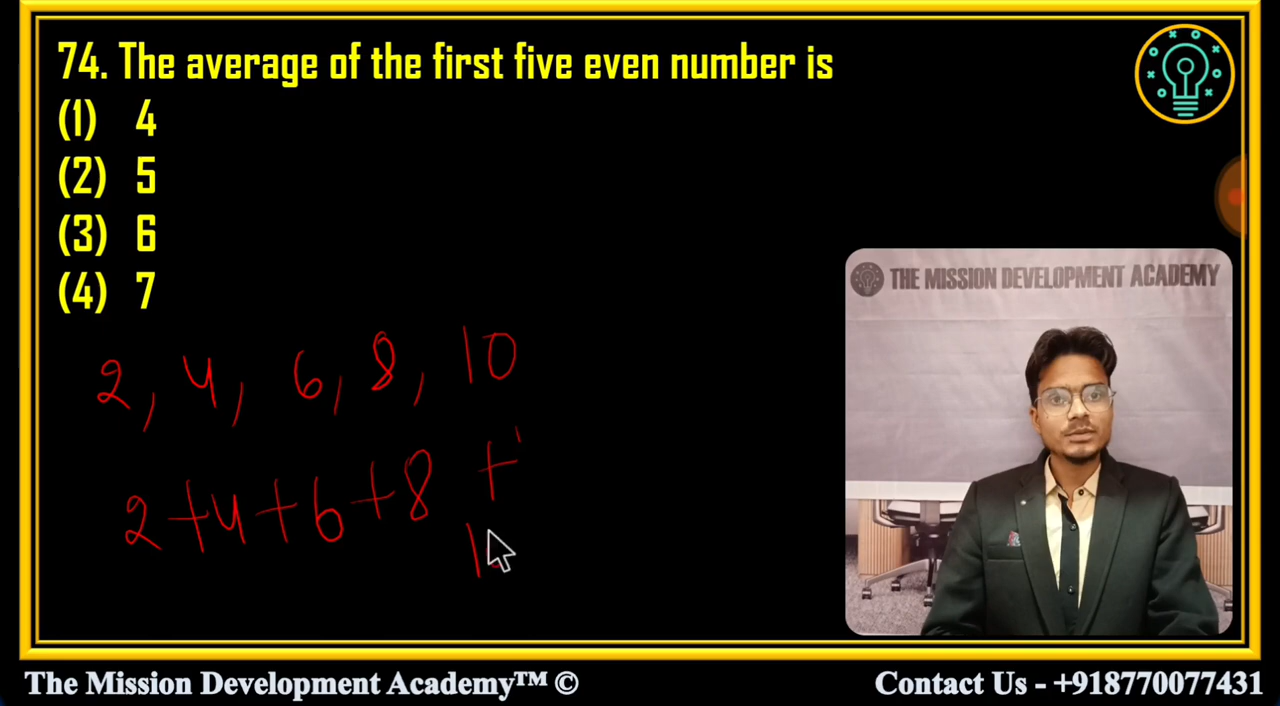 74. The average of the first five even number is
(1) 4
(2) 5
(3) 6
(4) 7
THE MISSION DEVELOPMENT ACADEMY
2, 4, 6, 8, 10
2+4+6+8 +
The Mission Development Academy™ ©
Contact Us - +918770077431